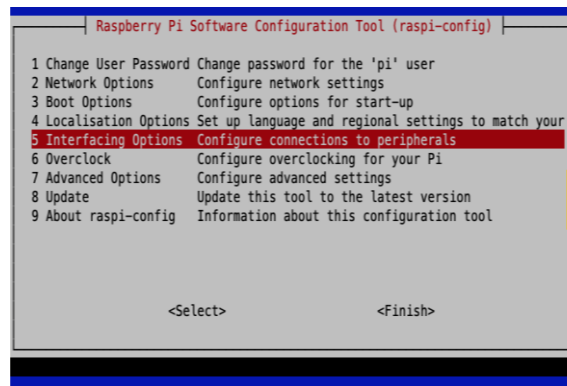 Raspberry Pi Software Configuration Tool (raspi-config)
1 Change User Password Change password for the 'pi' user
2 Network Options Configure network settings
3 Boot Options Configure options for start-up
4 Localisation Options Set up language and regional settings to match your
5 Interfacing Options Configure connections to peripherals
6 Overclock Configure overclocking for your Pi
7 Advanced Options Configure advanced settings
8 Update Update this tool to the latest version
9 About raspi-config Information about this configuration tool
<Select> <Finish>